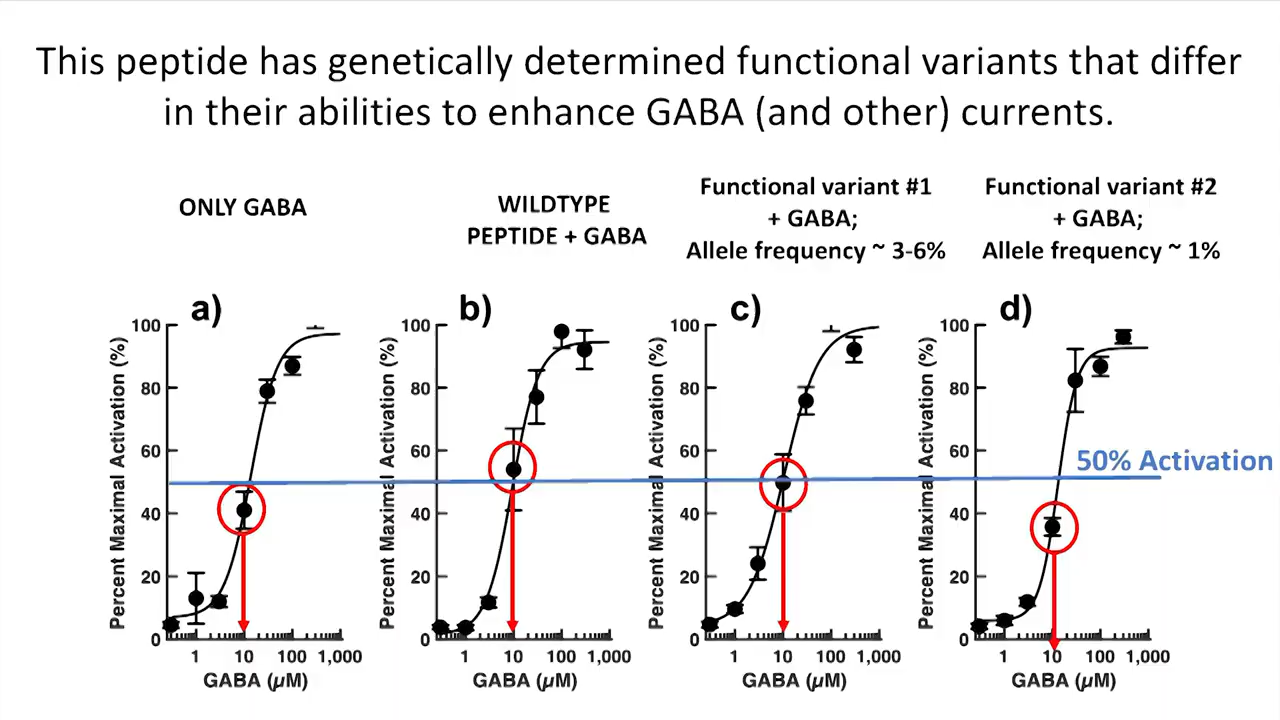 This peptide has genetically determined functional variants that differ
in their abilities to enhance GABA (and other) currents.
ONLY GABA
WILDTYPE
PEPTIDE + GABA
Functional variant #1
+ GABA;
Allele frequency ~ 3-6%
Functional variant #2
+ GABA;
Allele frequency ~ 1%
a)
Percent Maximal Activation (%)
100
80
60
40
20
0
1 10 100 1,000
GABA (µM)
b)
Percent Maximal Activation (%)
100
80
60
40
20
0
1 10 100 1,000
GABA (µM)
c)
Percent Maximal Activation (%)
100
80
60
40
20
0
1 10 100 1,000
GABA (µM)
d)
Percent Maximal Activation (%)
100
80
60
40
20
0
1 10 100 1,000
GABA (µM)
50% Activation